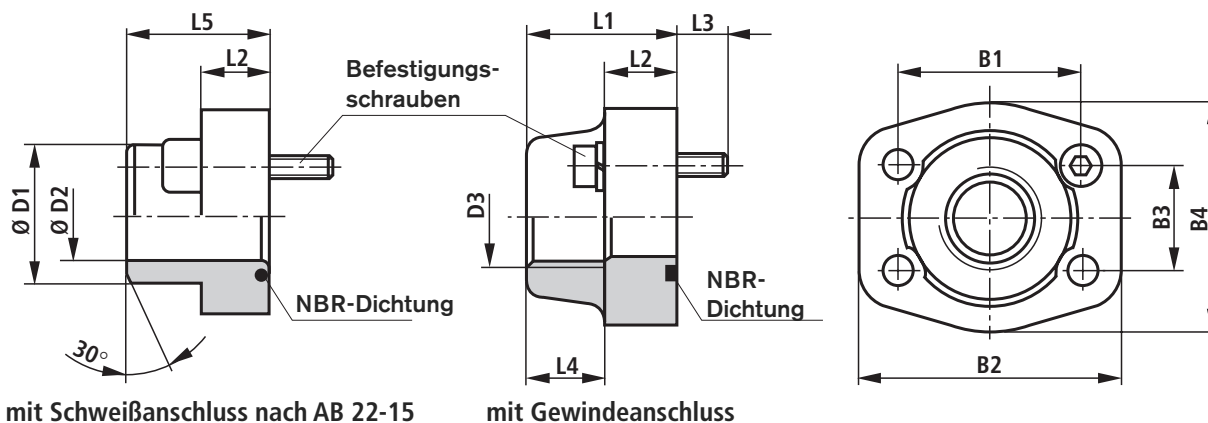 L5
L2
Befestigungs-
schrauben
Ø D1
Ø D2
NBR-Dichtung
30°
mit Schweißanschluss nach AB 22-15
L1
L3
L2
D3
NBR-
Dichtung
L4
mit Gewindeanschluss
B1
B3
B4
B2